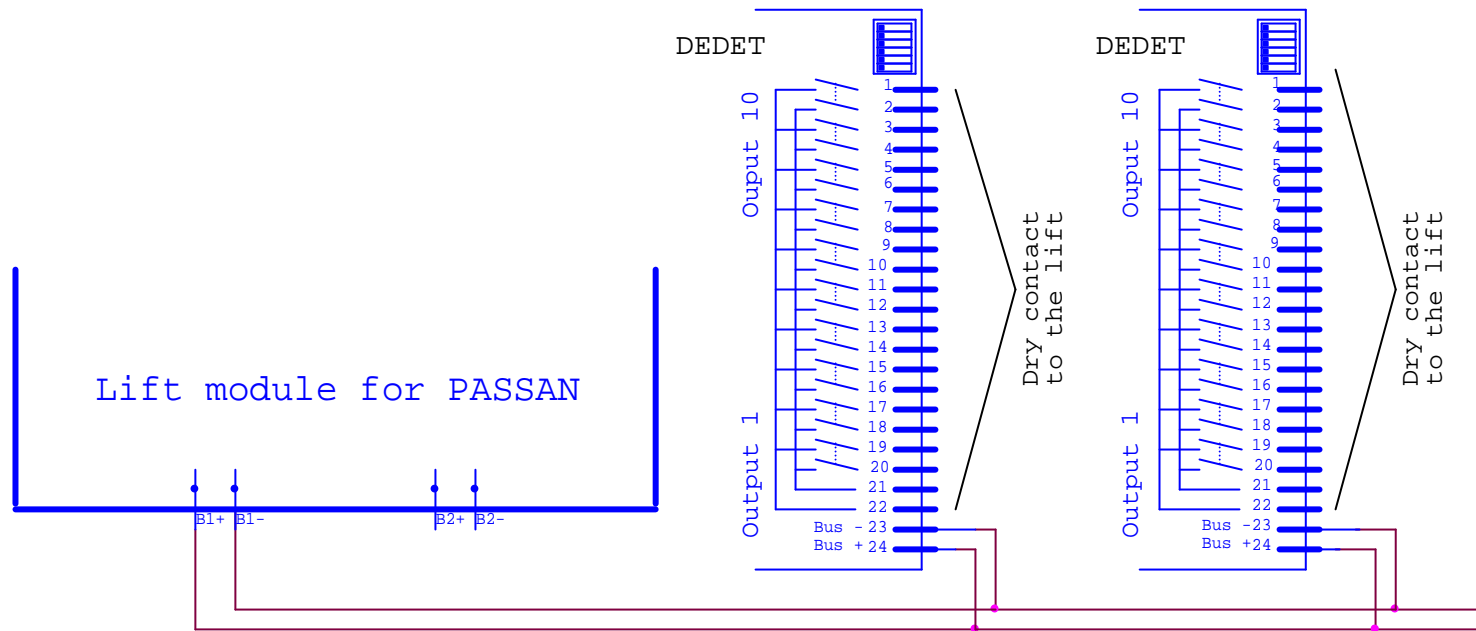 DEDET
Ouput 10
Output 1
1
2
3
4
5
6
7
8
9
10
11
12
13
14
15
16
17
18
19
20
21
22
Bus -23
Bus +24
Dry contact
to the lift
DEDET
Ouput 10
Output 1
1
2
3
4
5
6
7
8
9
10
11
12
13
14
15
16
17
18
19
20
21
22
Bus -23
Bus +24
Dry contact
to the lift
Lift module for PASSAN
B1+ B1- B2+ B2-